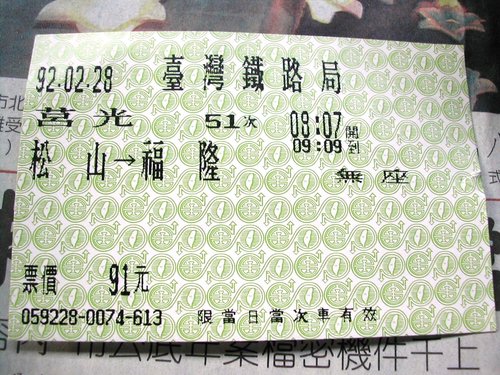 92.02.28 臺灣鐵路局
莒光 51次 08:07開
09:09到
松山→福隆
無座
票價 91元
059228-0074-613 限當日當次車有效